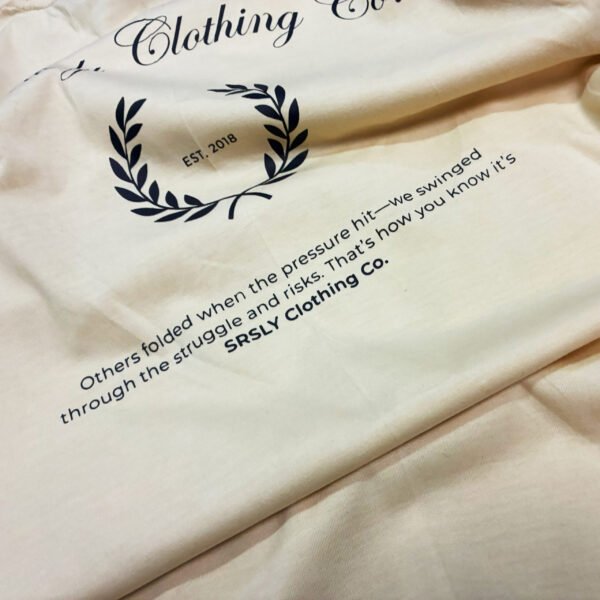 Clothing
EST. 2018
Others folded when the pressure hit—we swinged
through the struggle and risks. That's how you know it's
SRSLY Clothing Co.